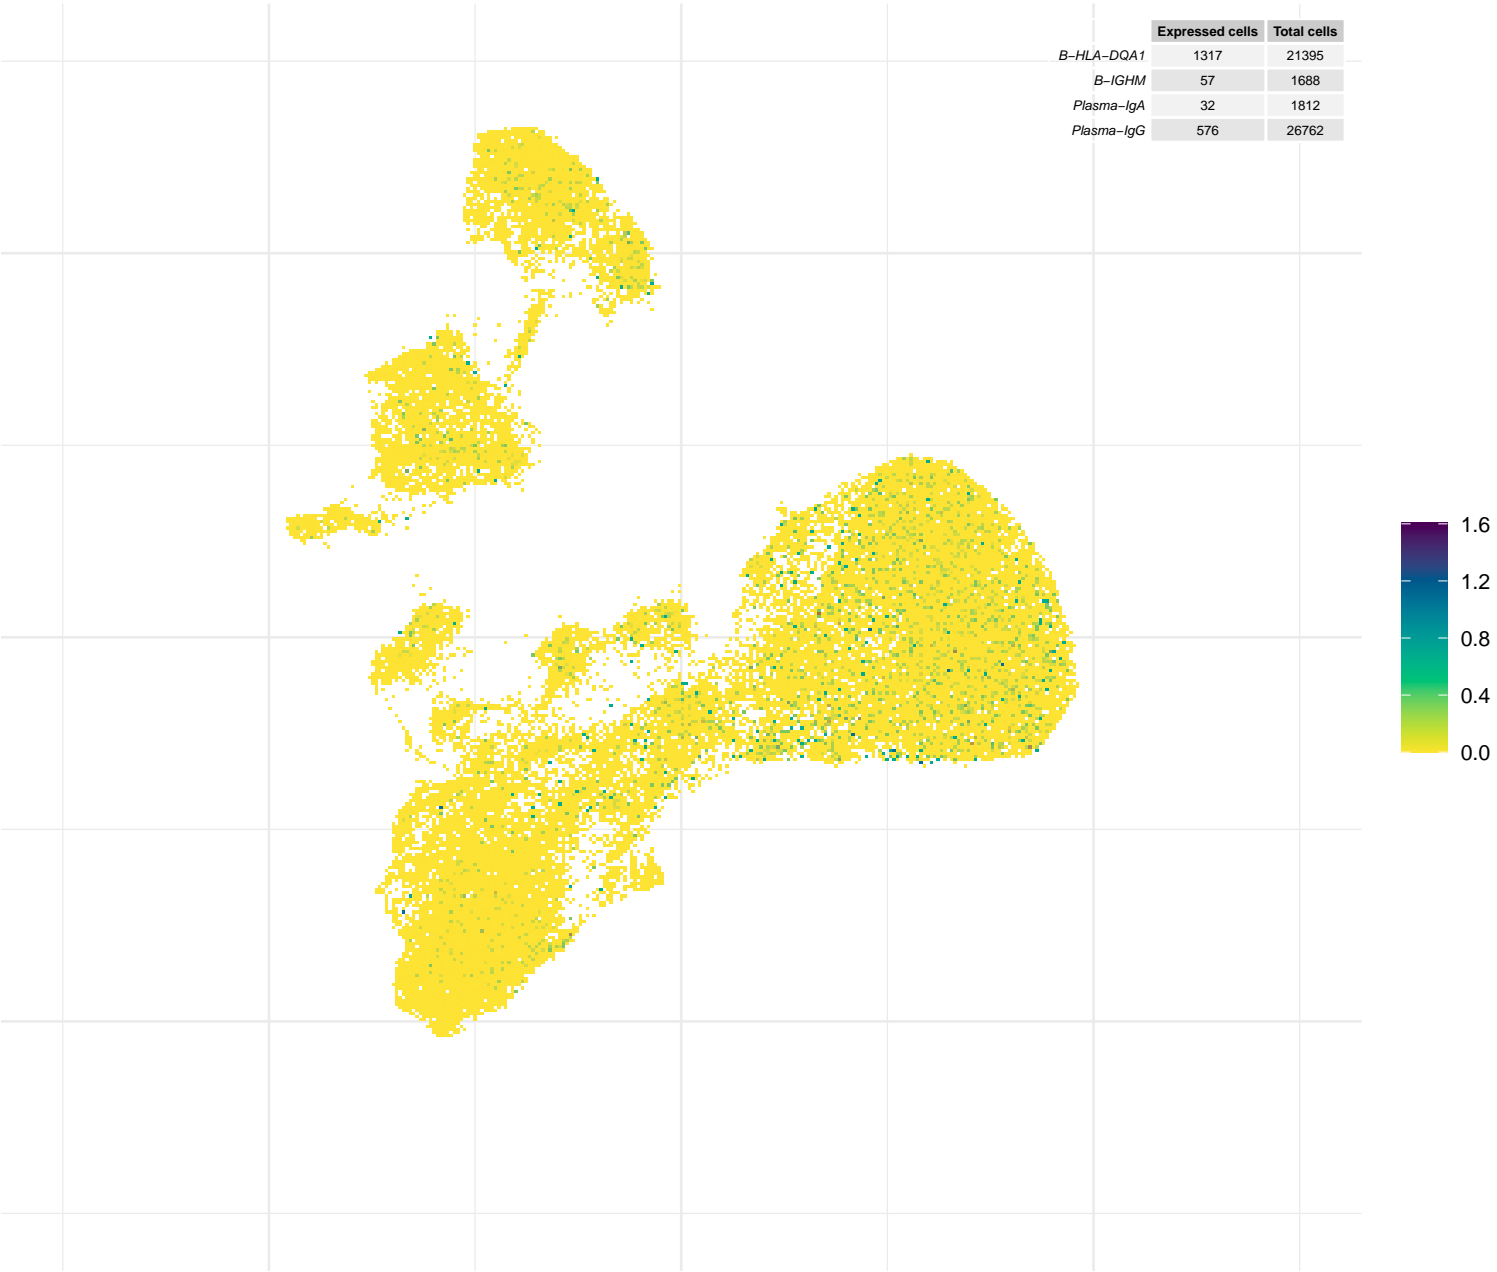 Expressed cells Total cells
B−HLA−DQA1 1317 21395
B−IGHM 57 1688
Plasma−IgA 32 1812
Plasma−IgG 576 26762
1.6
1.2
0.8
0.4
0.0